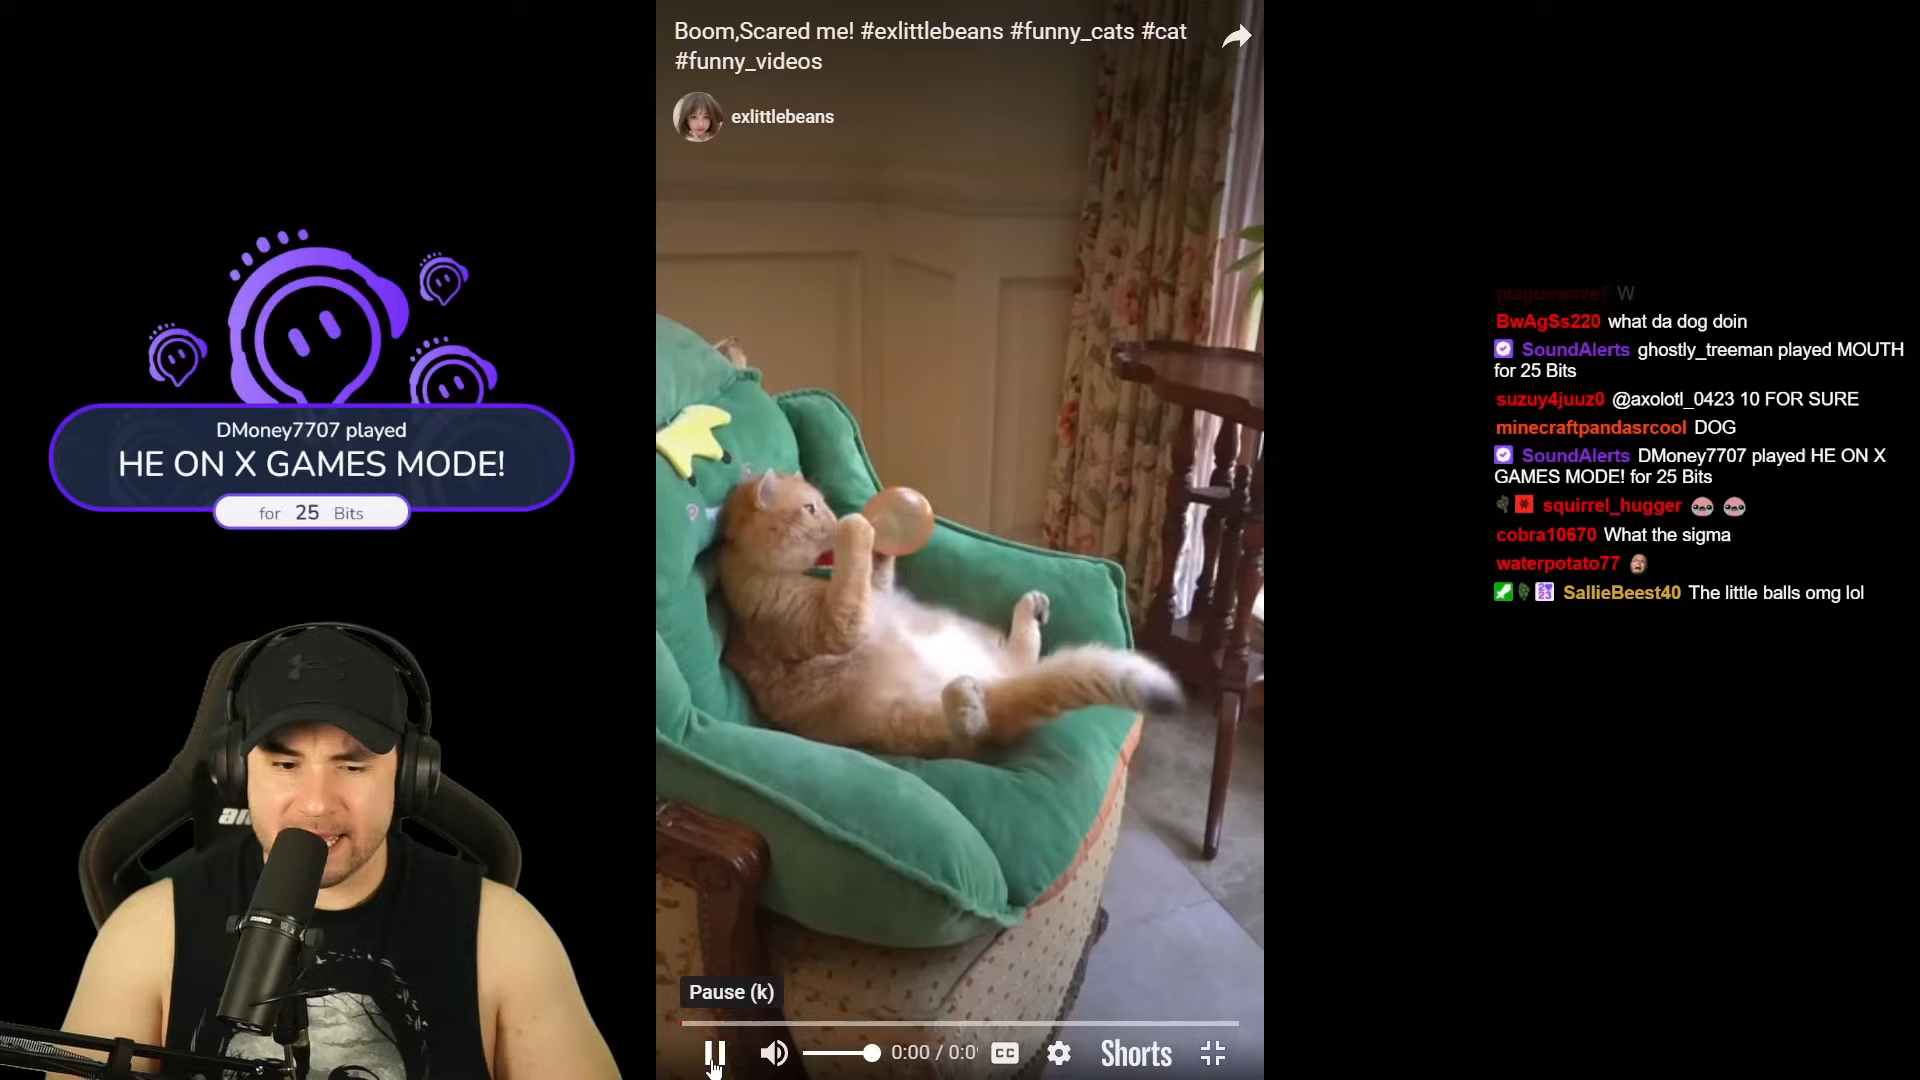 Boom,Scared me! #exlittlebeans #funny_cats #cat
#funny_videos
exlittlebeans
DMoney7707 played
HE ON X GAMES MODE!
for 25 Bits
W
BwAgSs220 what da dog doin
SoundAlerts ghostly_treeman played MOUTH
for 25 Bits
suzuy4juuz0 @axolotl_0423 10 FOR SURE
minecraftpandasrcool DOG
SoundAlerts DMoney7707 played HE ON X
GAMES MODE! for 25 Bits
squirrel_hugger
cobra10670 What the sigma
waterpotato77
SallieBeest40 The little balls omg lol
Pause (k)
0:00 / 0:0
CC
Shorts